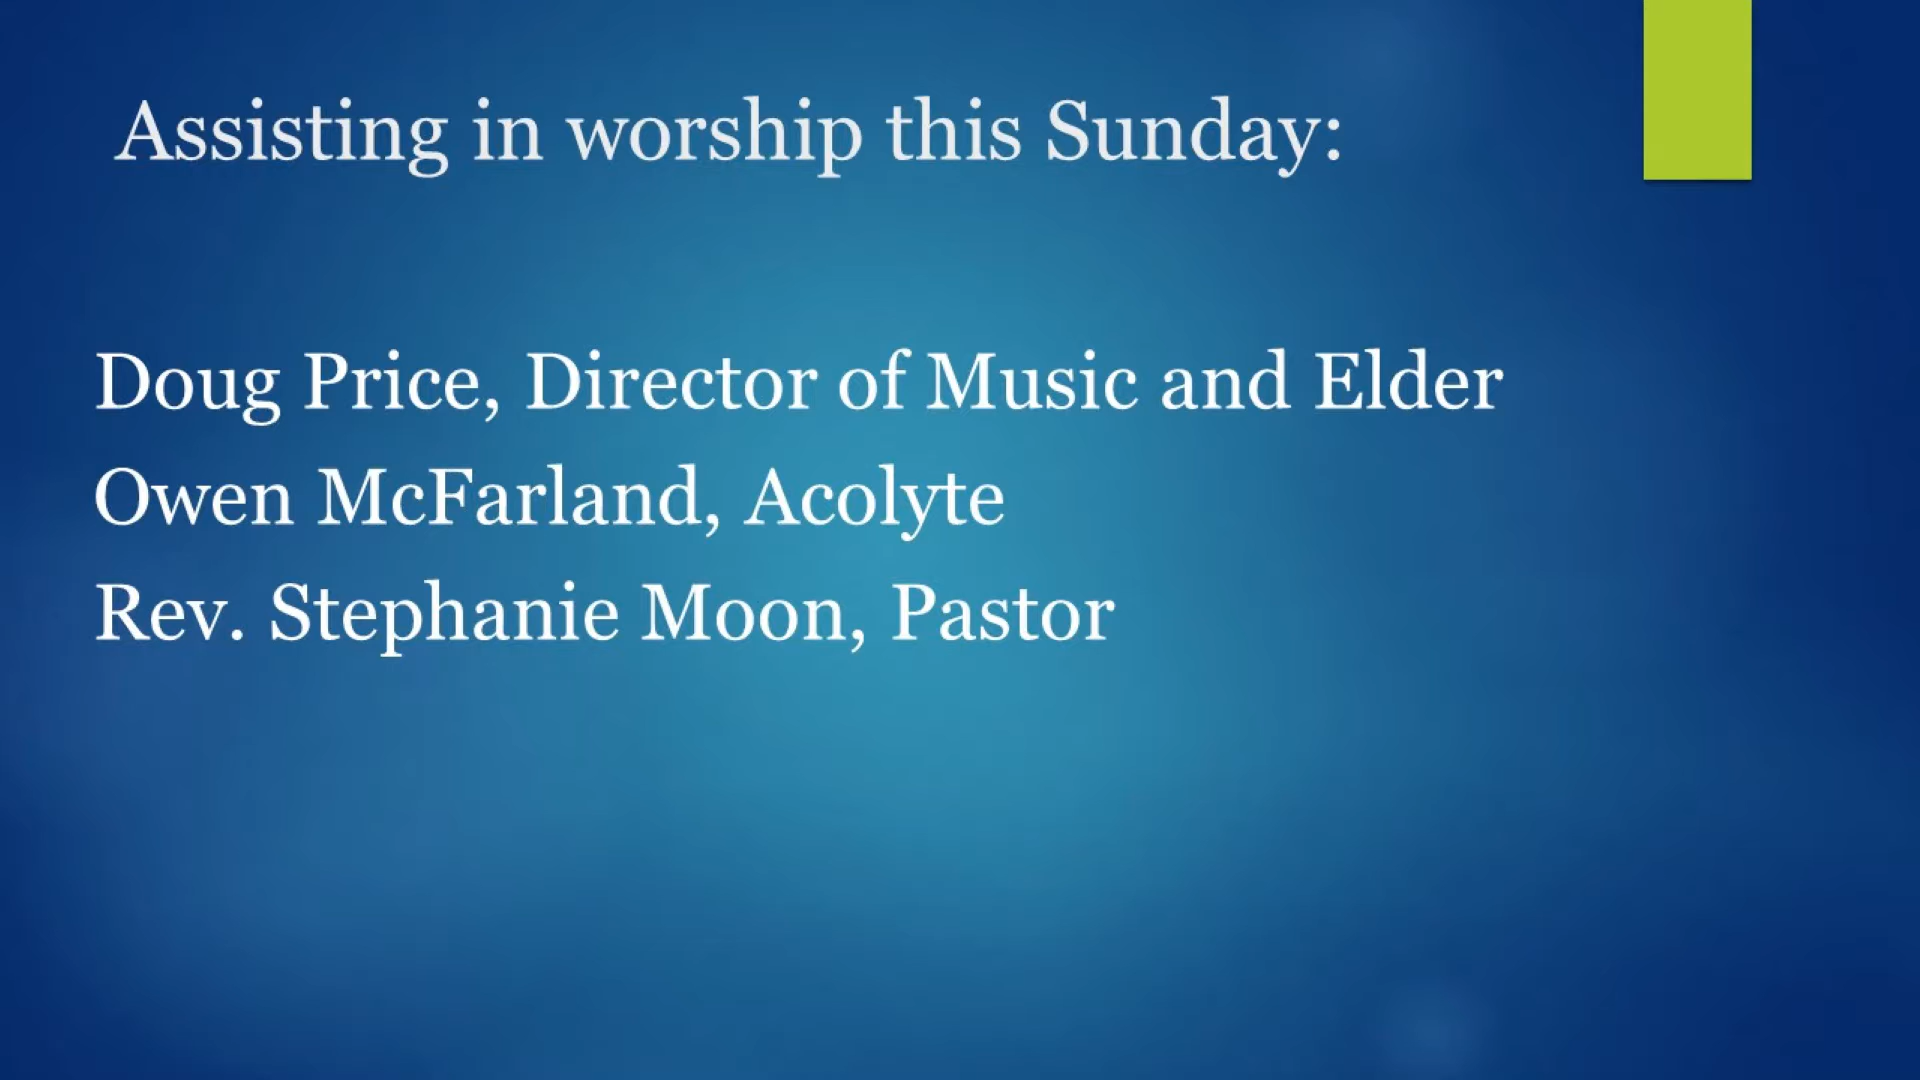 Assisting in worship this Sunday:
Doug Price, Director of Music and Elder
Owen McFarland, Acolyte
Rev. Stephanie Moon, Pastor